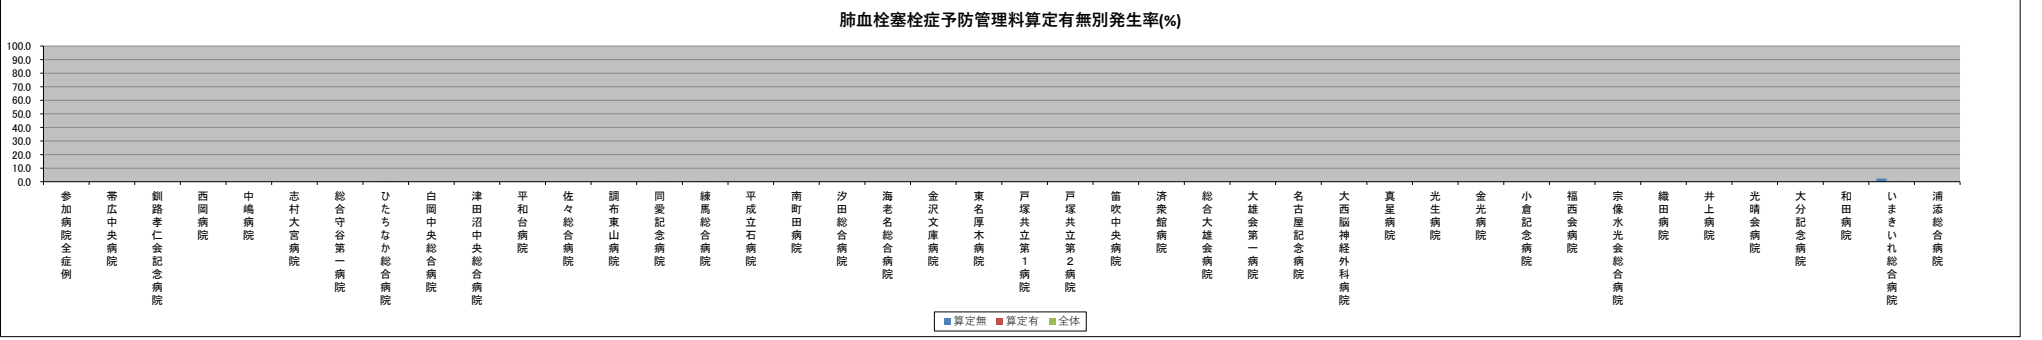 肺血栓塞栓症予防管理料算定有無別発生率(%)
100.0
90.0
80.0
70.0
60.0
50.0
40.0
30.0
20.0
10.0
0.0
参加病院全症例
帯広中央病院
釧路孝仁会記念病院
西岡病院
中嶋病院
志村大宮病院
総合守谷第一病院
ひたちなか総合病院
白岡中央総合病院
津田沼中央総合病院
平和台病院
佐々総合病院
調布東山病院
同愛記念病院
練馬総合病院
平成立石病院
南町田病院
汐田総合病院
海老名総合病院
金沢文庫病院
東名厚木病院
戸塚共立第1病院
戸塚共立第2病院
笛吹中央病院
済衆館病院
総合大雄会病院
大雄会第一病院
名古屋記念病院
大西脳神経外科病院
真星病院
光生病院
金光病院
小倉記念病院
福西会病院
宗像水光会総合病院
織田病院
井上病院
光晴会病院
大分記念病院
和田病院
いまきいれ総合病院
浦添総合病院
算定無 算定有 全体